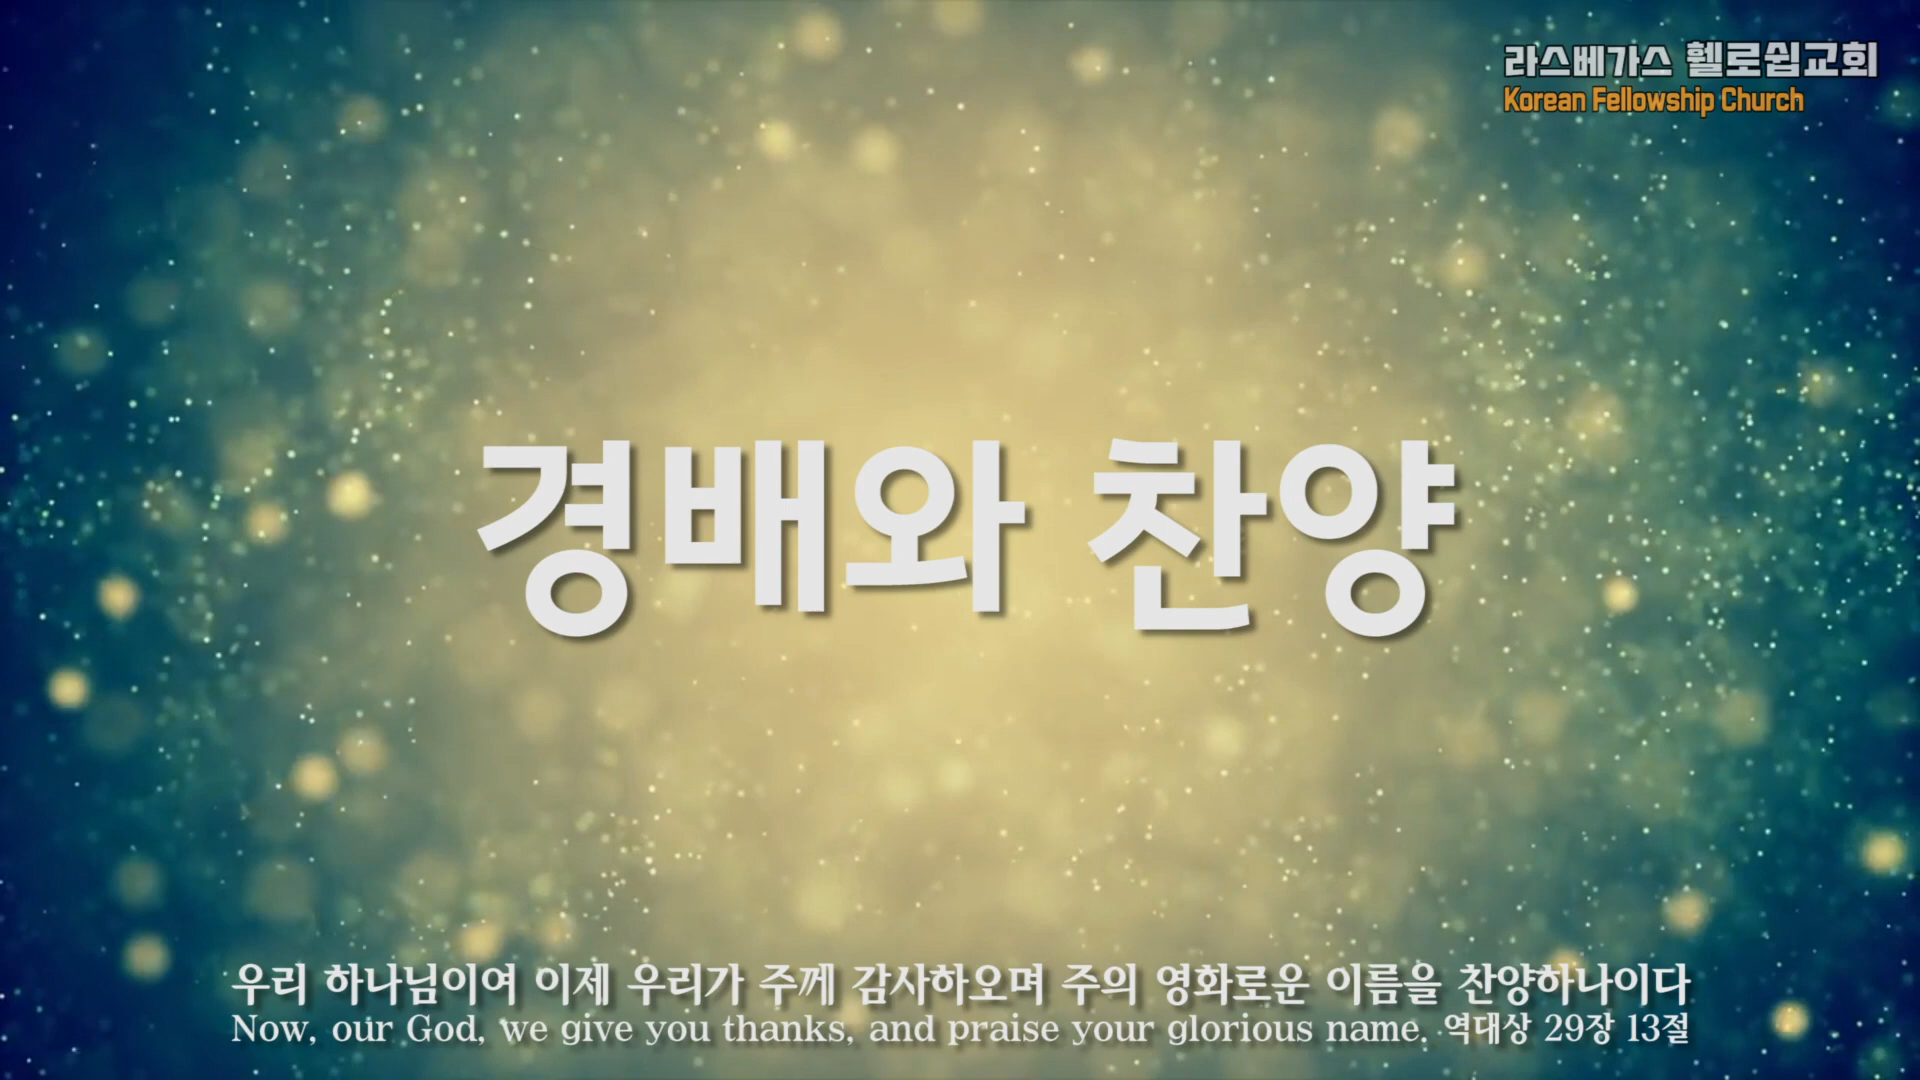 라스베가스 휄로쉽교회
Korean Fellowship Church
경배와 찬양
우리 하나님이여 이제 우리가 주께 감사하오며 주의 영화로운 이름을 찬양하나이다
Now, our God, we give you thanks, and praise your glorious name. 역대상 29장 13절